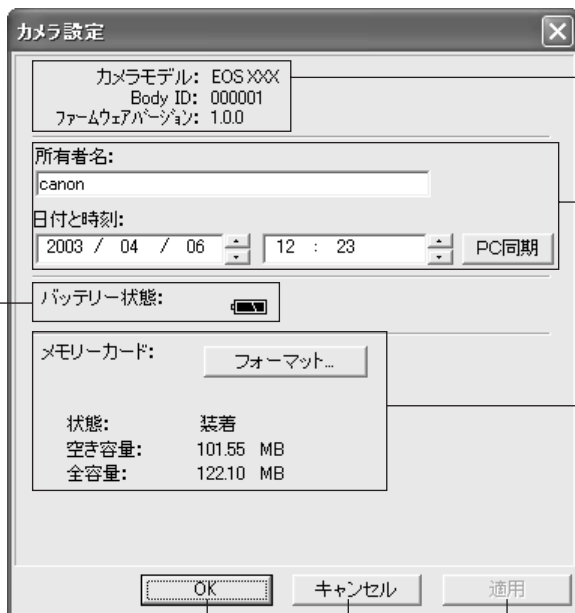 カメラ設定
カメラモデル: EOS XXX
Body ID: 000001
ファームウェアバージョン: 1.0.0
所有者名:
canon
日付と時刻:
2003 / 04 / 06 12 : 23 PC同期
バッテリー状態:
メモリーカード: フォーマット...
状態: 装着
空き容量: 101.55 MB
全容量: 122.10 MB
OK キャンセル 適用